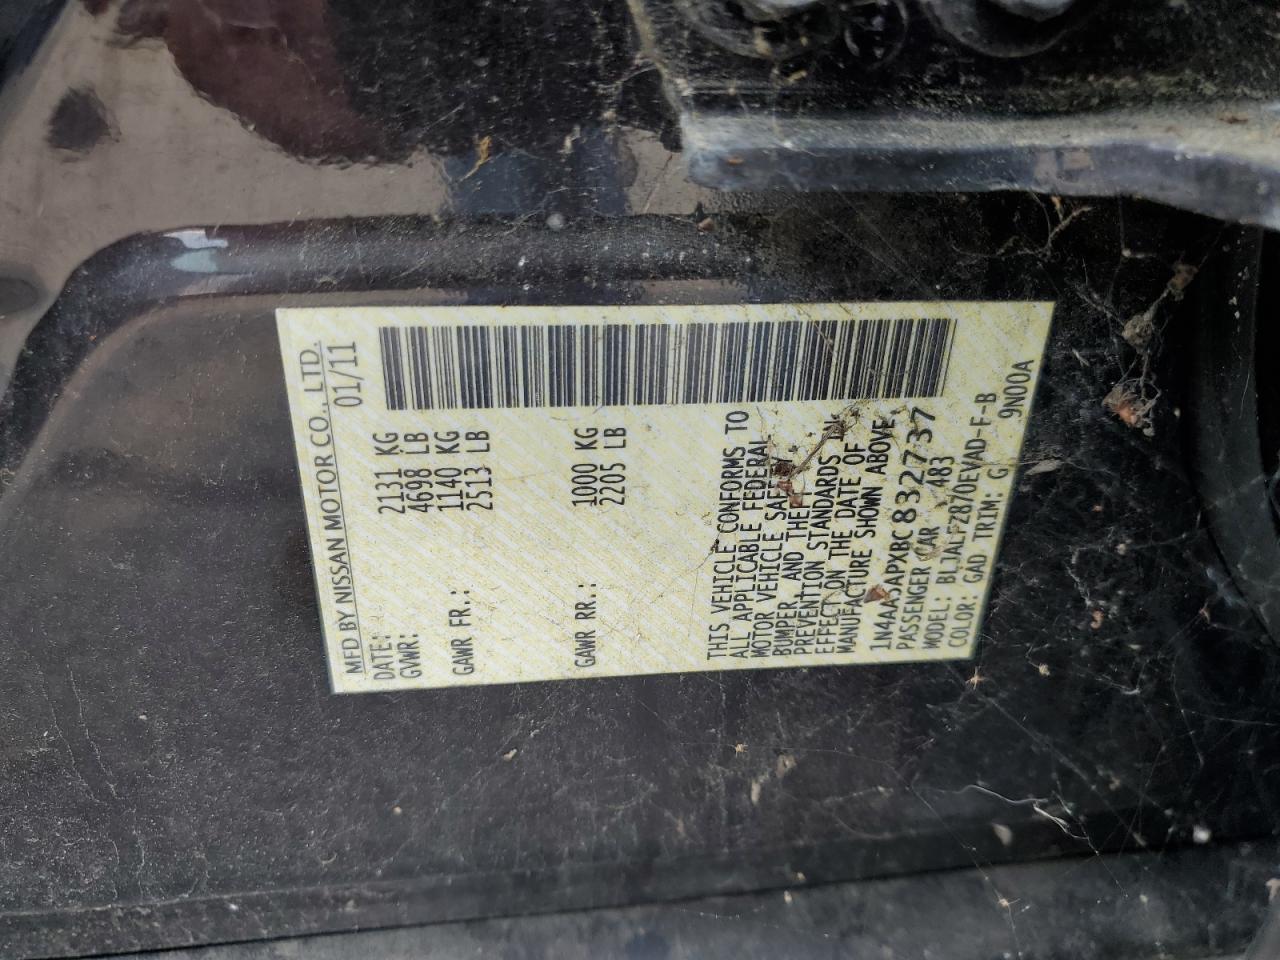 MFD BY NISSAN MOTOR CO., LTD.
DATE: 01/11
GVWR: 2131 KG
4698 LB
GAWR FR.: 1140 KG
2513 LB
GAWR RR.: 1000 KG
2205 LB
THIS VEHICLE CONFORMS TO
ALL APPLICABLE FEDERAL
MOTOR VEHICLE SAFETY
BUMPER, AND THEFT
PREVENTION STANDARDS IN
EFFECT ON THE DATE OF
MANUFACTURE SHOWN ABOVE.
1N4AA5APXBC832737
PASSENGER CAR 483
MODEL: EVAD-F-B
COLOR: GAD TRIM: G 9N00A